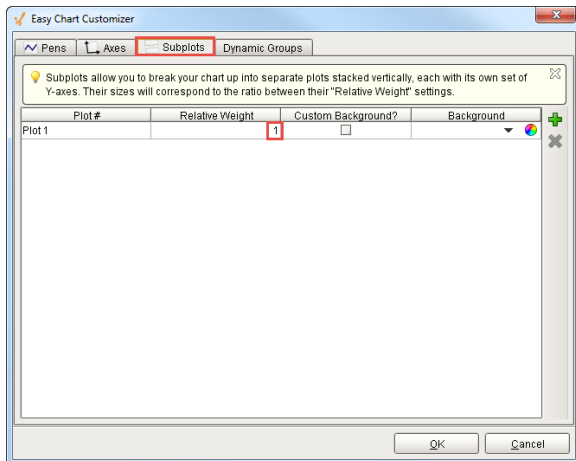 Easy Chart Customizer
Pens Axes Subplots Dynamic Groups
Subplots allow you to break your chart up into separate plots stacked vertically, each with its own set of
Y-axes. Their sizes will correspond to the ratio between their "Relative Weight" settings.
Plot # Relative Weight Custom Background? Background
Plot 1 1
OK Cancel